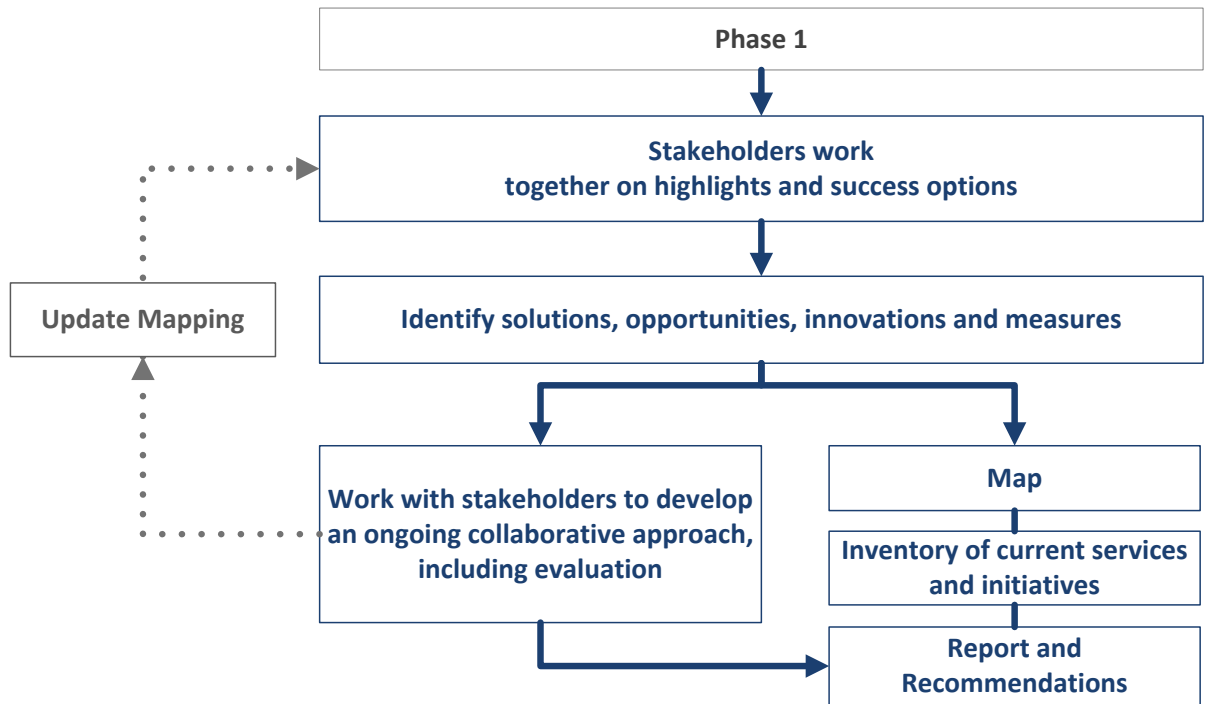 Phase 1
Stakeholders work
together on highlights and success options
Update Mapping
Identify solutions, opportunities, innovations and measures
Work with stakeholders to develop
an ongoing collaborative approach,
including evaluation
Map
Inventory of current services
and initiatives
Report and
Recommendations